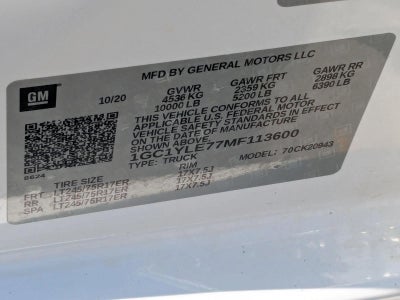 MFD BY GENERAL MOTORS LLC
GM
10/20
GVWR GAWR FRT GAWR RR
4536 KG 2359 KG 2898 KG
10000 LB 5200 LB 6390 LB
THIS VEHICLE CONFORMS TO ALL
APPLICABLE U.S. FEDERAL MOTOR
VEHICLE SAFETY STANDARDS IN EFFECT
ON THE DATE OF MANUFACTURE
1GC1YLE77MF113600
TYPE: TRUCK MODEL: 70CK20943
6624
TIRE SIZE RIM
FRT LT245/75R17ER 17X7.5J
RR LT245/75R17ER 17X7.5J
SPA LT245/75R17ER 17X7.5J